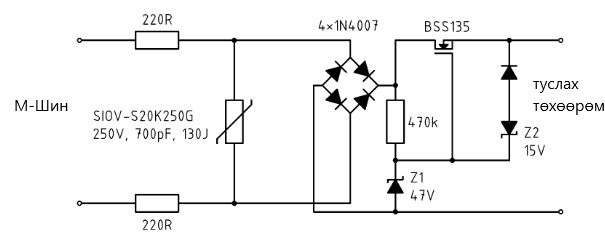 220R
4×1N4007
BSS135
М-Шин
SIOV-S20K250G
250V, 700pF, 130J
470k
туслах
төхөөрөм
Z2
15V
Z1
47V
220R